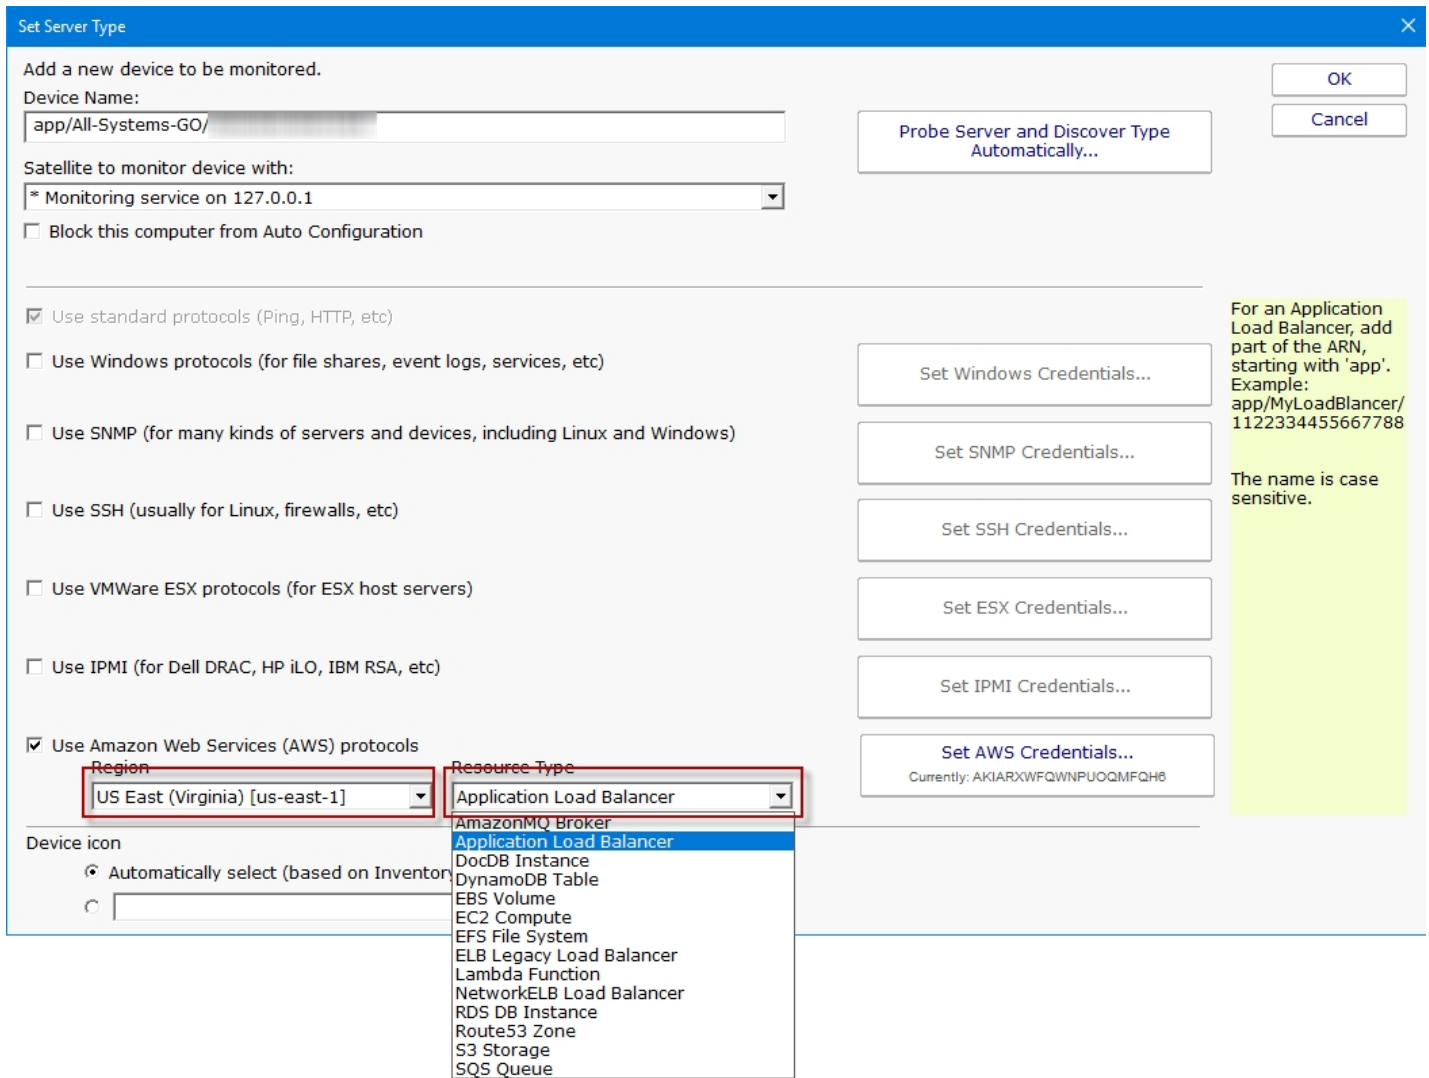 Set Server Type
Add a new device to be monitored.
OK
Device Name:
app/All-Systems-GO/
Probe Server and Discover Type
Automatically...
Cancel
Satellite to monitor device with:
* Monitoring service on 127.0.0.1
Block this computer from Auto Configuration
Use standard protocols (Ping, HTTP, etc)
Use Windows protocols (for file shares, event logs, services, etc)
Set Windows Credentials...
Use SNMP (for many kinds of servers and devices, including Linux and Windows)
Set SNMP Credentials...
Use SSH (usually for Linux, firewalls, etc)
Set SSH Credentials...
Use VMWare ESX protocols (for ESX host servers)
Set ESX Credentials...
Use IPMI (for Dell DRAC, HP iLO, IBM RSA, etc)
Set IPMI Credentials...
For an Application
Load Balancer, add
part of the ARN,
starting with 'app'.
Example:
app/MyLoadBlancer/
1122334455667788
The name is case
sensitive.
Use Amazon Web Services (AWS) protocols
Set AWS Credentials...
Currently: AKIARXWFQWNPUOQMFQH6
Region
Resource Type
US East (Virginia) [us-east-1]
Application Load Balancer
AmazonMQ Broker
Application Load Balancer
DocDB Instance
DynamoDB Table
EBS Volume
EC2 Compute
EFS File System
ELB Legacy Load Balancer
Lambda Function
NetworkELB Load Balancer
RDS DB Instance
Route53 Zone
S3 Storage
SQS Queue
Device icon
Automatically select (based on Inventory